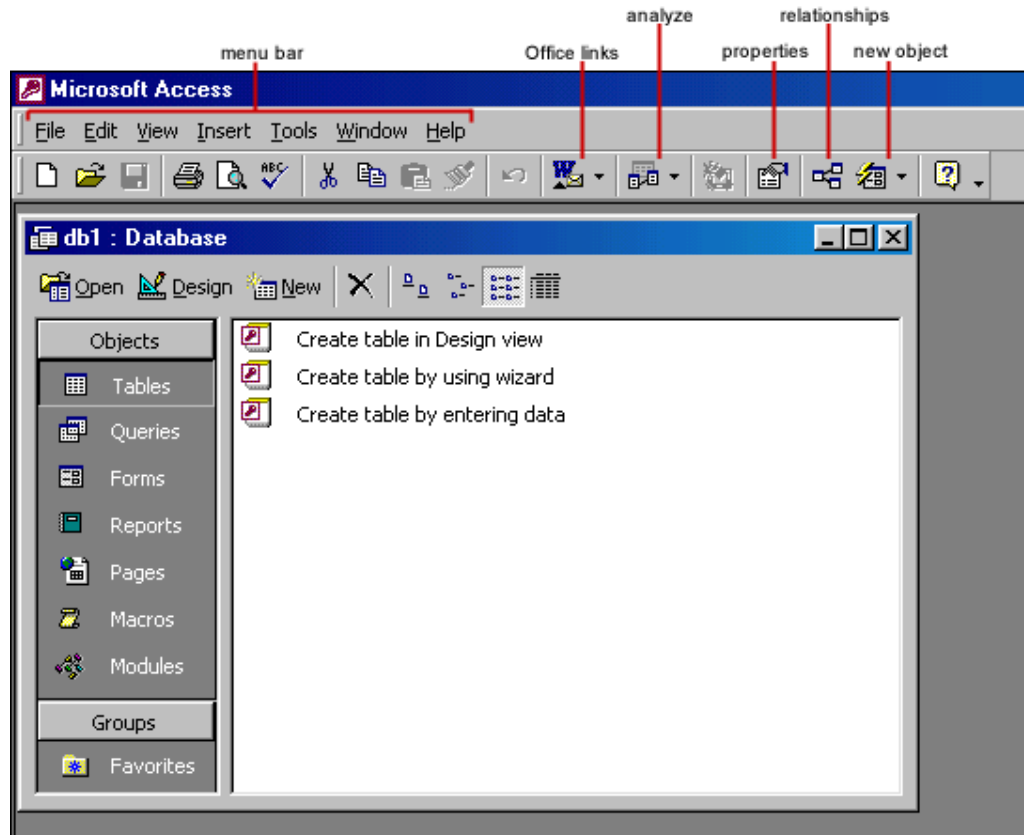 analyze relationships
menu bar Office links properties new object
Microsoft Access
File Edit View Insert Tools Window Help
ABC W ?
db1 : Database
Open Design New
Objects
Create table in Design view
Create table by using wizard
Tables
Create table by entering data
Queries
Forms
Reports
Pages
Macros
Modules
Groups
Favorites